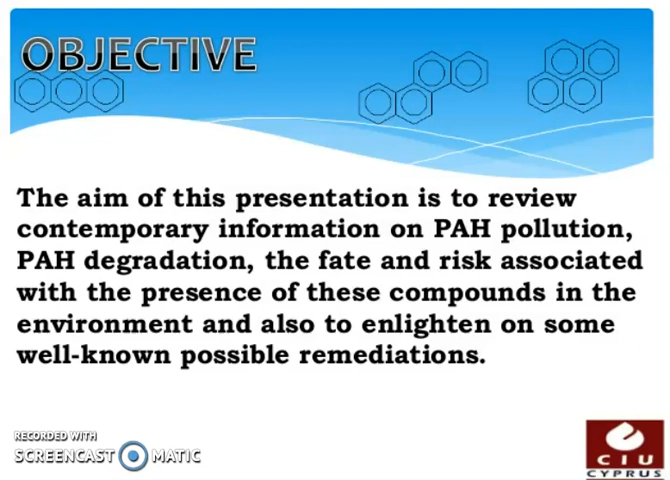 OBJECTIVE
The aim of this presentation is to review
contemporary information on PAH pollution,
PAH degradation, the fate and risk associated
with the presence of these compounds in the
environment and also to enlighten on some
well-known possible remediations.
RECORDED WITH
SCREENCAST MATIC
CIU
CYPRUS